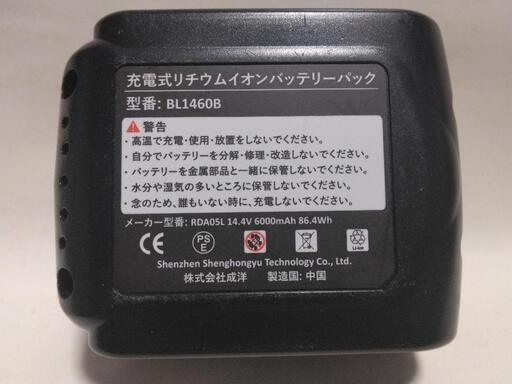 充電式リチウムイオンバッテリーパック
型番: BL1460B
警告
・高温で充電・使用・放置をしないでください。
・自分でバッテリーを分解・修理・改造しないでください。
・バッテリーを金属部品と一緒に保管しないでください。
・水分や湿気の多いところに保管しないでください。
・念のため、誰もいない時に、充電しないでください。
メーカー型番: RDA05L 14.4V 6000mAh 86.4Wh
CE PSE Li-ion
Shenzhen Shenghongyu Technology Co., Ltd.
株式会社成洋 製造国: 中国